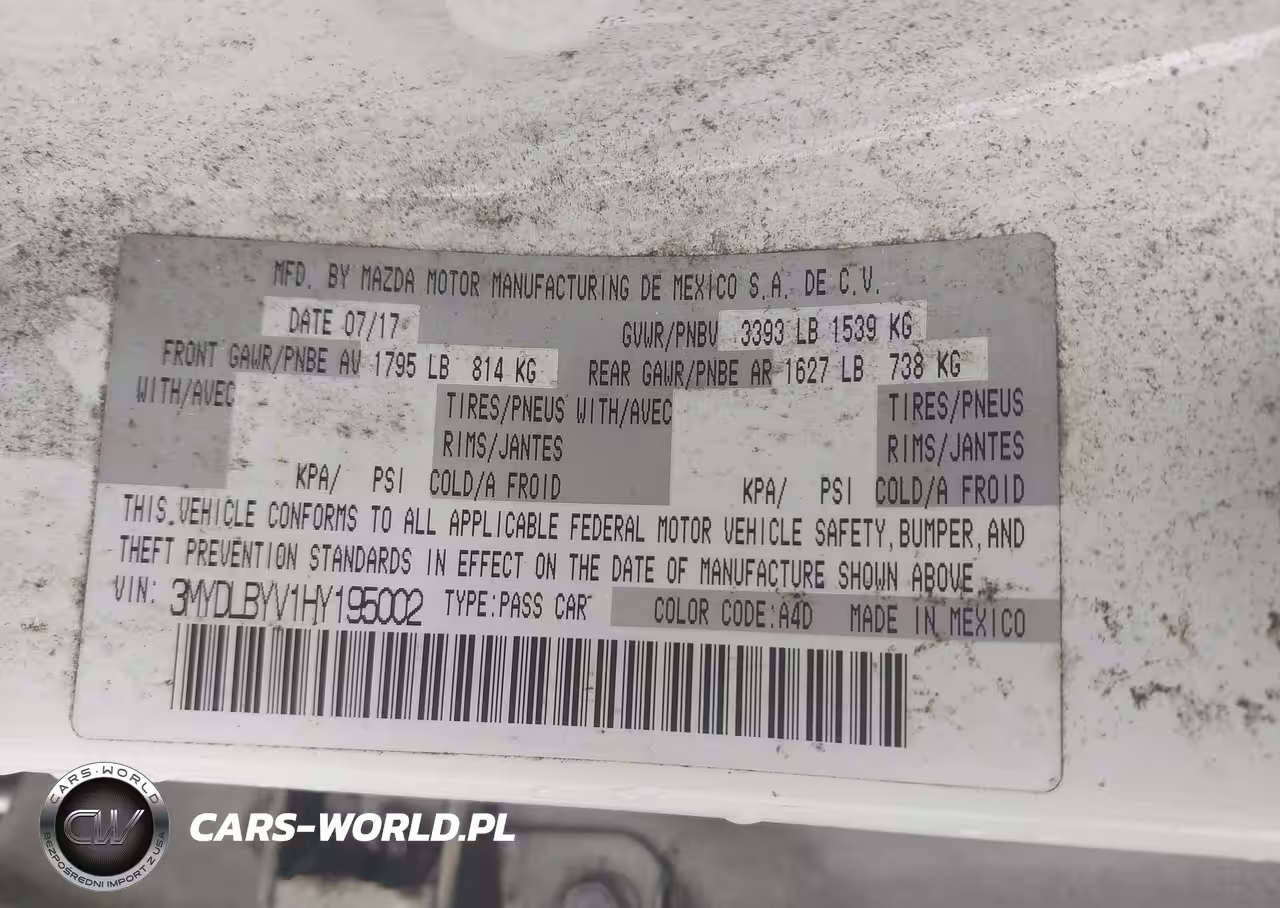 MFD. BY MAZDA MOTOR MANUFACTURING DE MEXICO S.A. DE C.V.
DATE 07/17 GVWR/PNBV 3393 LB 1539 KG
FRONT GAWR/PNBE AV 1795 LB 814 KG REAR GAWR/PNBE AR 1627 LB 738 KG
WITH/AVEC TIRES/PNEUS WITH/AVEC TIRES/PNEUS
RIMS/JANTES RIMS/JANTES
KPA/ PSI COLD/A FROID KPA/ PSI COLD/A FROID
THIS VEHICLE CONFORMS TO ALL APPLICABLE FEDERAL MOTOR VEHICLE SAFETY, BUMPER, AND
THEFT PREVENTION STANDARDS IN EFFECT ON THE DATE OF MANUFACTURE SHOWN ABOVE.
VIN: 3MYDLBYV1HY195002 TYPE:PASS CAR COLOR CODE:A4D MADE IN MEXICO
CARS-WORLD
CW
BEZPOŚREDNI IMPORT Z USA
CARS-WORLD.PL